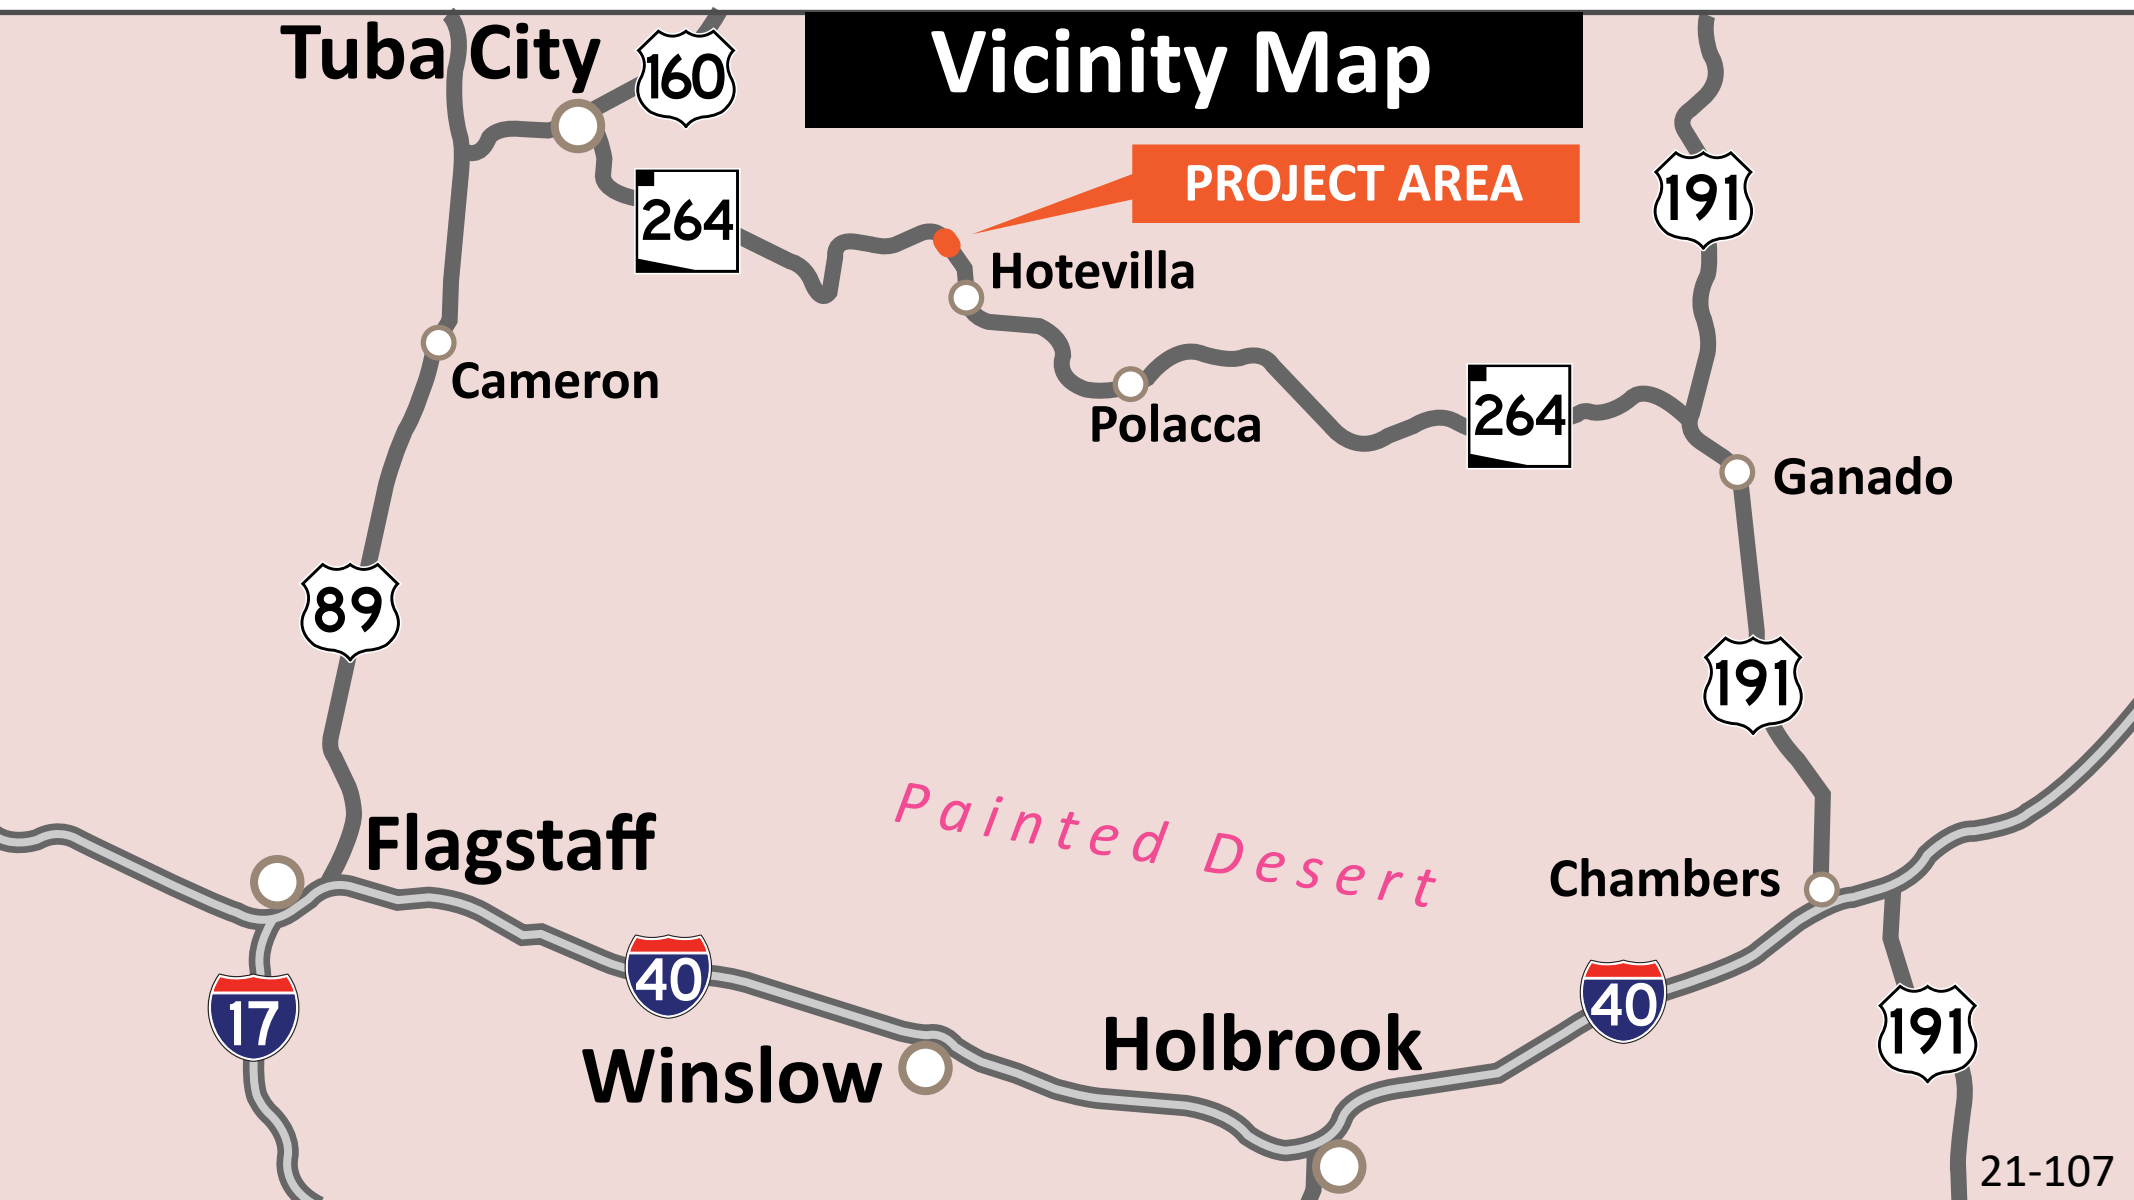 Tuba City
160
Vicinity Map
PROJECT AREA
191
264
Hotevilla
Cameron
Polacca
264
Ganado
89
191
Painted Desert
Flagstaff
Chambers
40
40
17
Holbrook
191
Winslow
21-107